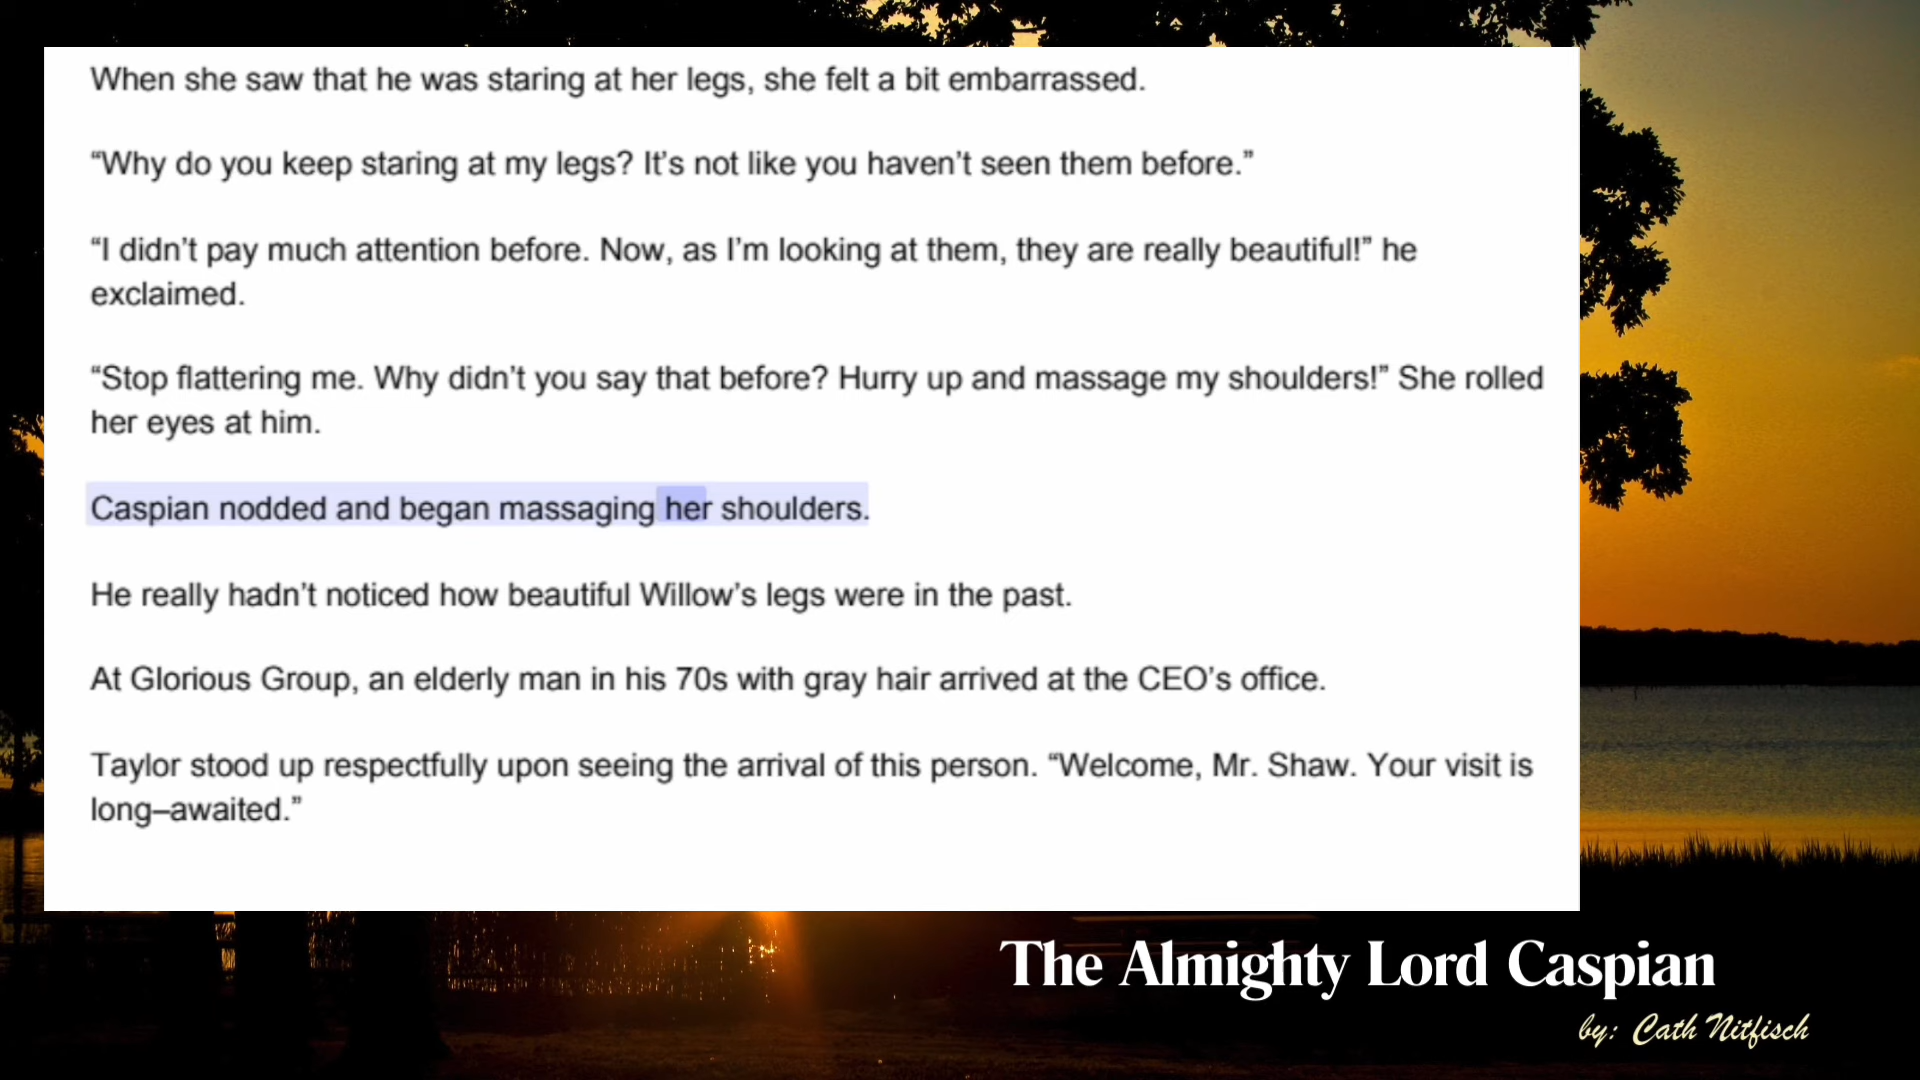 When she saw that he was staring at her legs, she felt a bit embarrassed.
“Why do you keep staring at my legs? It’s not like you haven’t seen them before.”
“I didn’t pay much attention before. Now, as I’m looking at them, they are really beautiful!” he
exclaimed.
“Stop flattering me. Why didn’t you say that before? Hurry up and massage my shoulders!” She rolled
her eyes at him.
Caspian nodded and began massaging her shoulders.
He really hadn’t noticed how beautiful Willow’s legs were in the past.
At Glorious Group, an elderly man in his 70s with gray hair arrived at the CEO’s office.
Taylor stood up respectfully upon seeing the arrival of this person. “Welcome, Mr. Shaw. Your visit is
long–awaited.”
The Almighty Lord Caspian
by: Cath Nitfisch